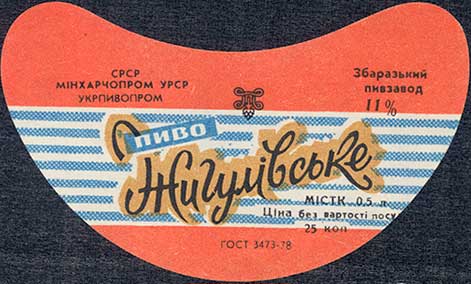 СРСР
МІНХАРЧОПРОМ УРСР
УКРПИВОПРОМ
Збаразький
пивзавод
11%
ПИВО
Жигулівське
МІСТК. 0,5 л
Ціна без вартості посу
25 коп
ГОСТ 3473-78